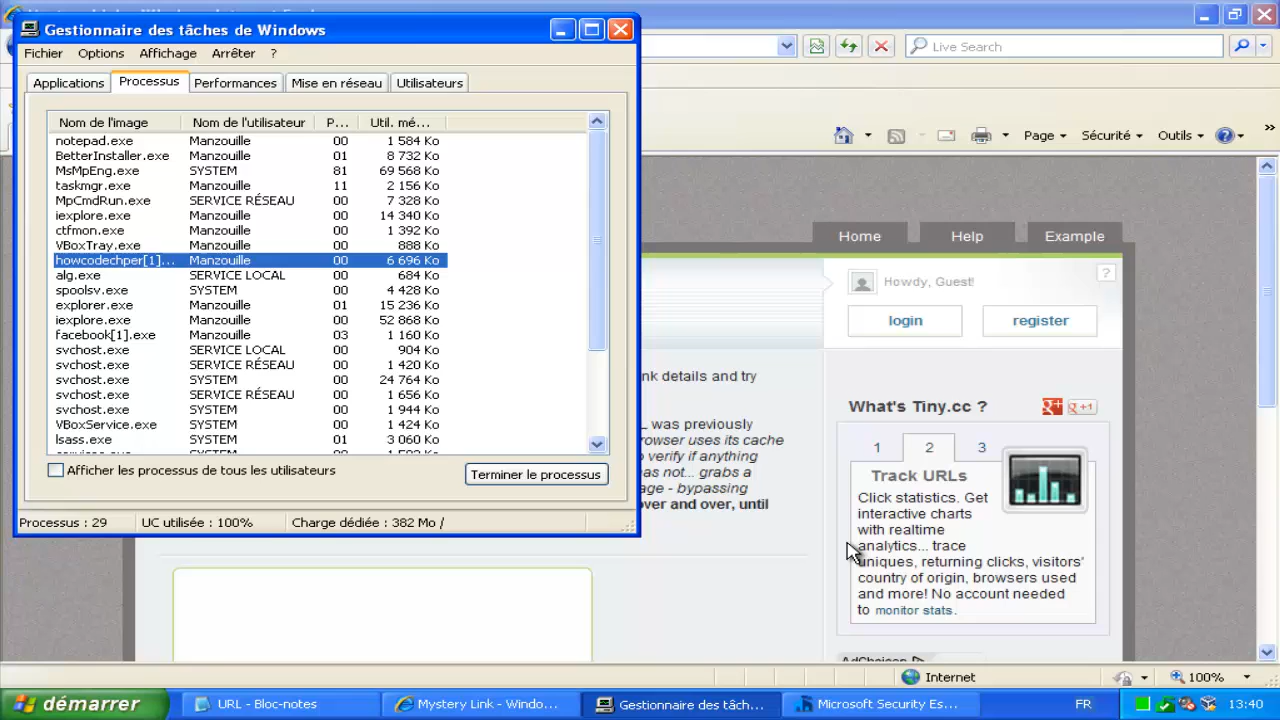 Gestionnaire des tâches de Windows
Fichier Options Affichage Arrêter ?
Applications Processus Performances Mise en réseau Utilisateurs
Nom de l'image Nom de l'utilisateur P... Util. mé...
notepad.exe Manzouille 00 1 584 Ko
BetterInstaller.exe Manzouille 01 8 732 Ko
MsMpEng.exe SYSTEM 81 69 568 Ko
taskmgr.exe Manzouille 11 2 156 Ko
MpCmdRun.exe SERVICE RÉSEAU 00 7 328 Ko
iexplore.exe Manzouille 00 14 340 Ko
ctfmon.exe Manzouille 00 1 392 Ko
VBoxTray.exe Manzouille 00 888 Ko
howcodechper[1]... Manzouille 00 6 696 Ko
alg.exe SERVICE LOCAL 00 684 Ko
spoolsv.exe SYSTEM 00 4 428 Ko
explorer.exe Manzouille 01 15 236 Ko
iexplore.exe Manzouille 00 52 868 Ko
facebook[1].exe Manzouille 03 1 160 Ko
svchost.exe SERVICE LOCAL 00 904 Ko
svchost.exe SERVICE RÉSEAU 00 1 420 Ko
svchost.exe SYSTEM 00 24 764 Ko
svchost.exe SERVICE RÉSEAU 00 1 656 Ko
svchost.exe SYSTEM 00 1 944 Ko
VBoxService.exe SYSTEM 00 1 424 Ko
lsass.exe SYSTEM 01 3 060 Ko
Afficher les processus de tous les utilisateurs
Terminer le processus
Processus : 29 UC utilisée : 100% Charge dédiée : 382 Mo /
Live Search
Page Sécurité Outils »
Home Help Example
Howdy, Guest! ?
login register
nk details and try
L was previously
rowser uses its cache
o verify if anything
as not... grabs a
age - bypassing
over and over, until
What's Tiny.cc ? +1
1 2 3
Track URLs
Click statistics. Get
interactive charts
with realtime
analytics... trace
uniques, returning clicks, visitors'
country of origin, browsers used
and more! No account needed
to monitor stats.
AdChoices
Internet 100%
démarrer URL - Bloc-notes Mystery Link - Windo... Gestionnaire des tâch... Microsoft Security Es... FR 13:40